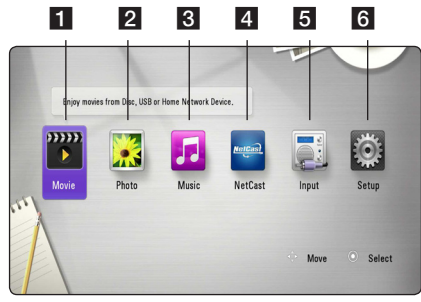 1 2 3 4 5 6
Enjoy movies from Disc, USB or Home Network Device.
NetCast
Movie Photo Music NetCast Input Setup
Move Select